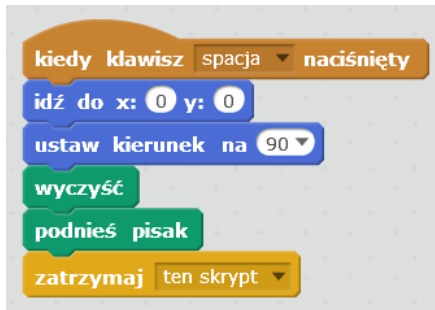 kiedy klawisz spacja naciśnięty
idź do x: 0 y: 0
ustaw kierunek na 90
wyczyść
podnieś pisak
zatrzymaj ten skrypt